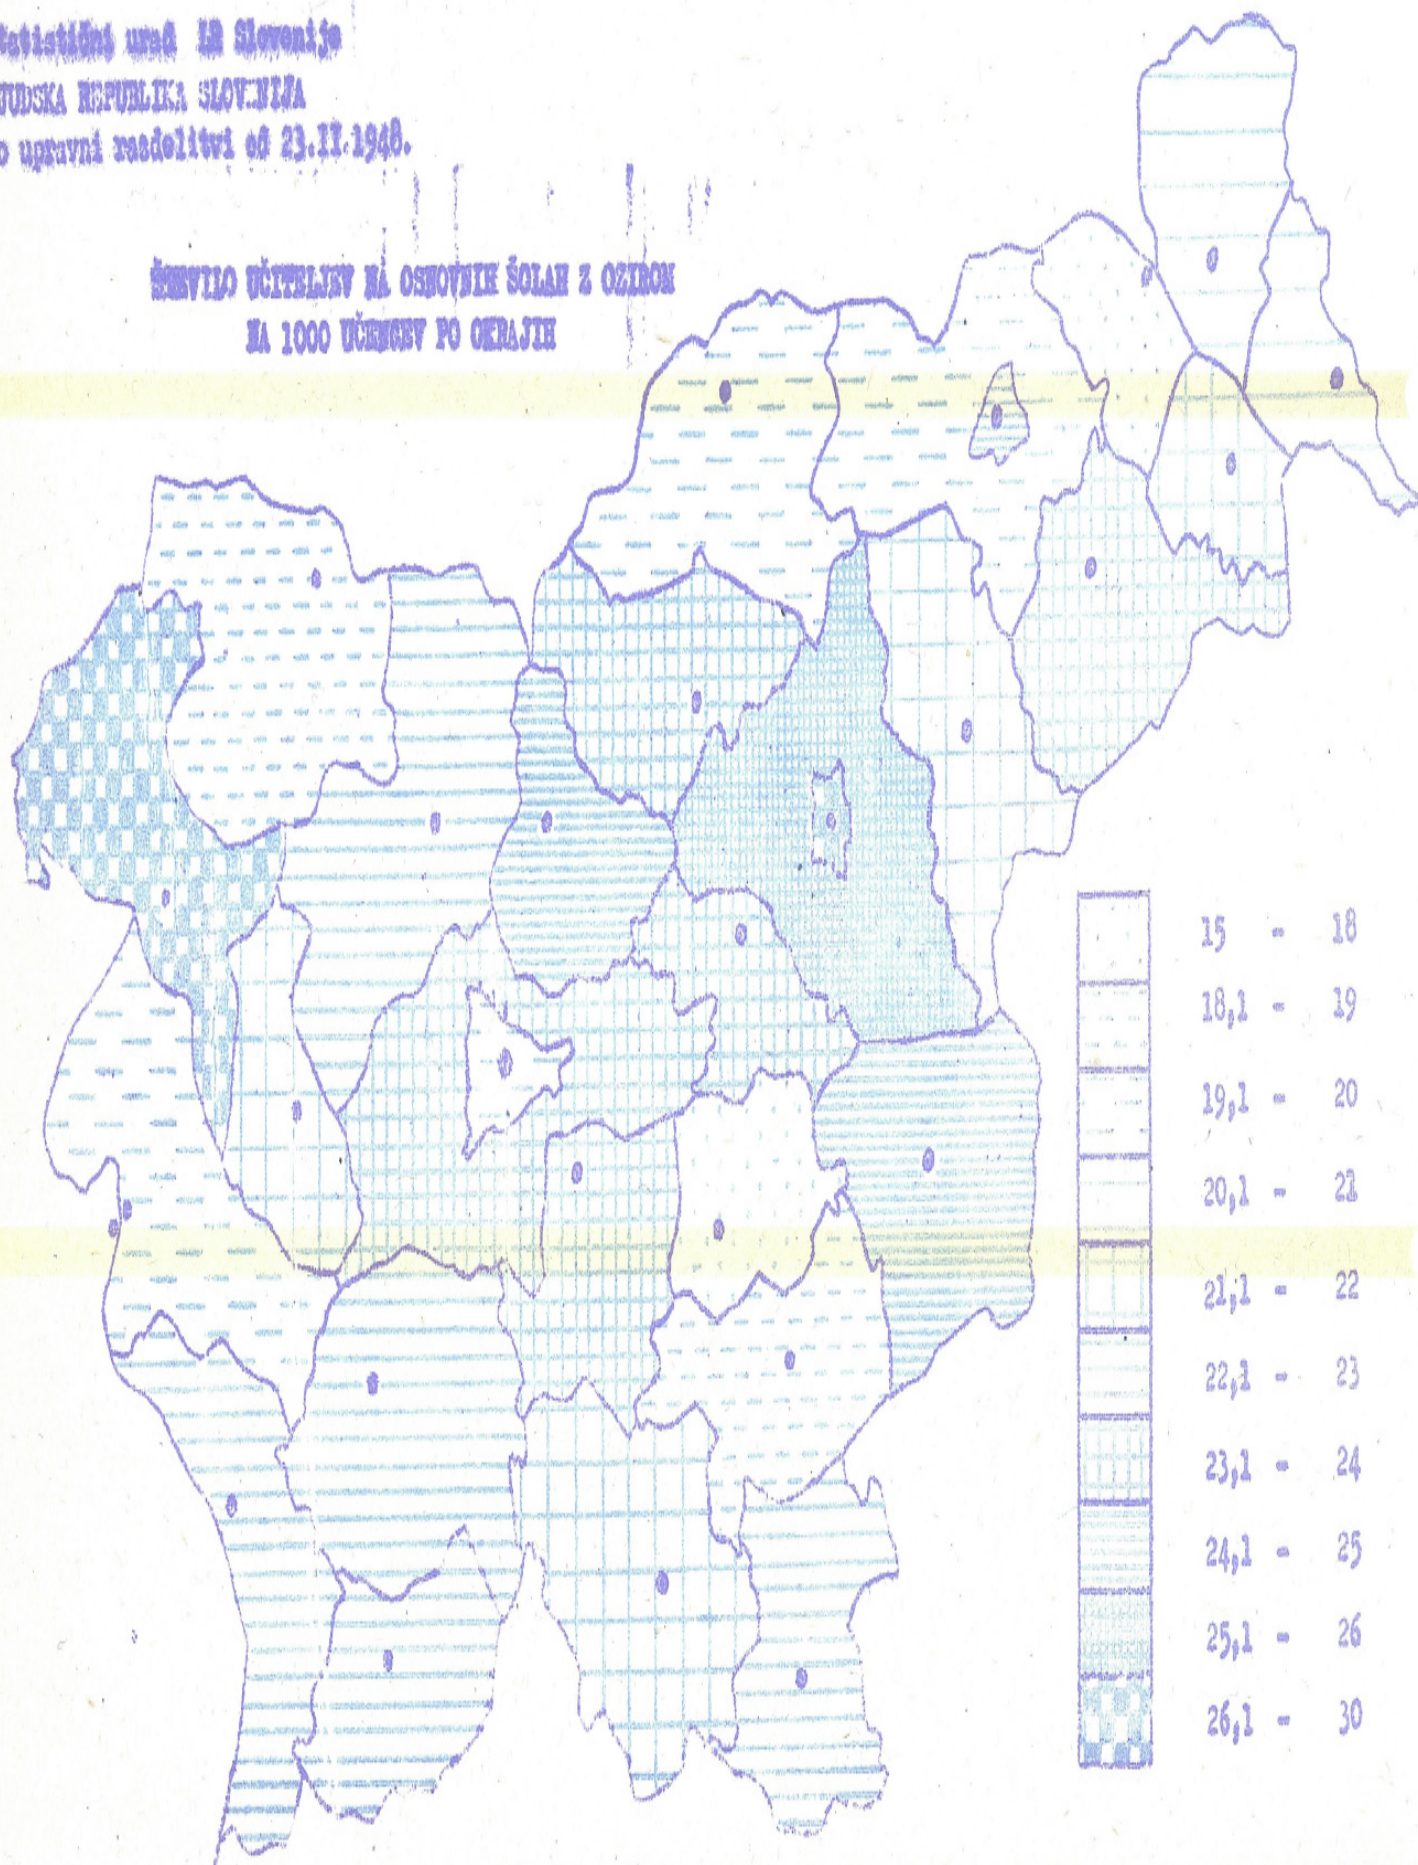 tatistični urad LR Slovenije
JUDSKA REPUBLIKA SLOVENIJA
o upravni razdelitvi od 23.II.1948.
ŠTEVILO UČITELJEV NA OSNOVNIH ŠOLAH Z OZIROM
NA 1000 UČENCEV PO OKRAJIH
15 - 18
18,1 - 19
19,1 - 20
20,1 - 21
21,1 - 22
22,1 - 23
23,1 - 24
24,1 - 25
25,1 - 26
26,1 - 30